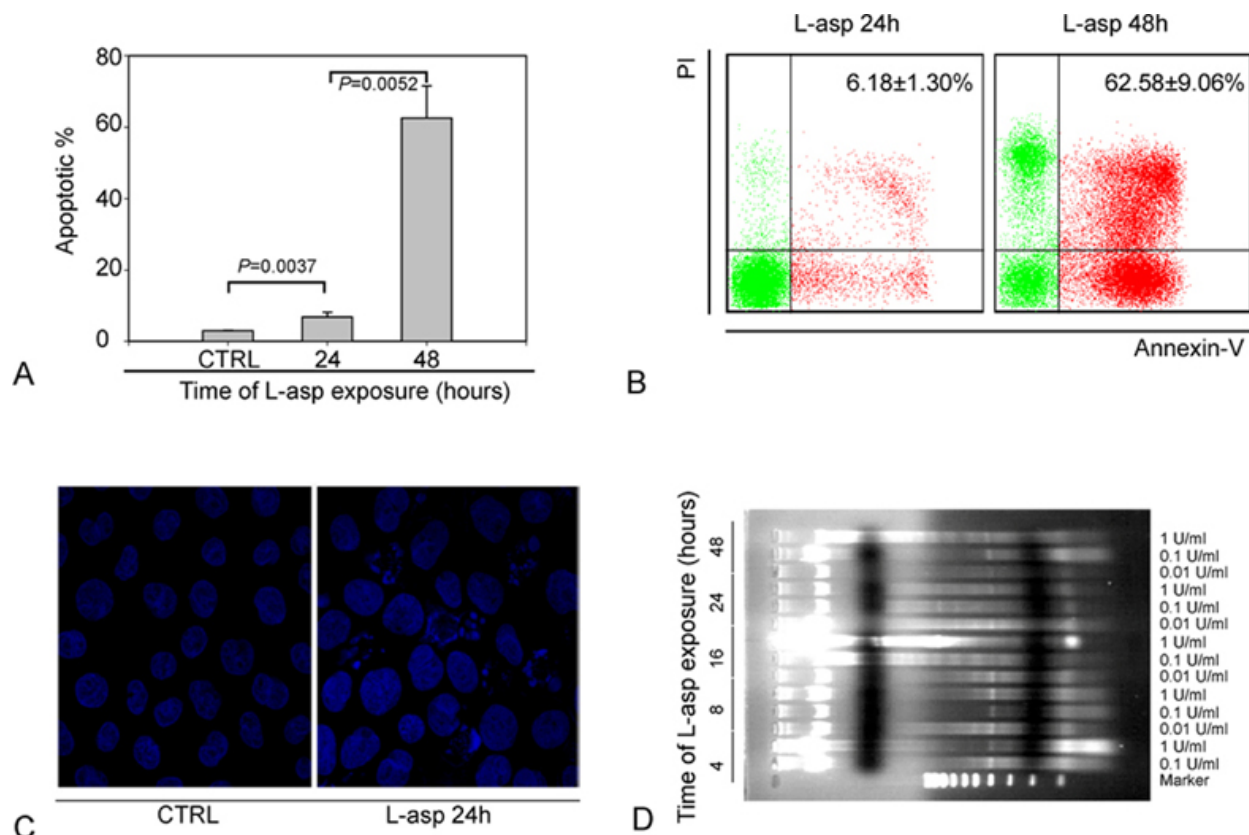 80
60
40
20
0
Apoptotic %
P=0.0052
P=0.0037
CTRL 24 48
Time of L-asp exposure (hours)
A
L-asp 24h L-asp 48h
PI
6.18±1.30% 62.58±9.06%
Annexin-V
B
CTRL L-asp 24h
C
Time of L-asp exposure (hours)
48
24
16
8
4
1 U/ml
0.1 U/ml
0.01 U/ml
1 U/ml
0.1 U/ml
0.01 U/ml
1 U/ml
0.1 U/ml
0.01 U/ml
1 U/ml
0.1 U/ml
0.01 U/ml
1 U/ml
0.1 U/ml
Marker
D